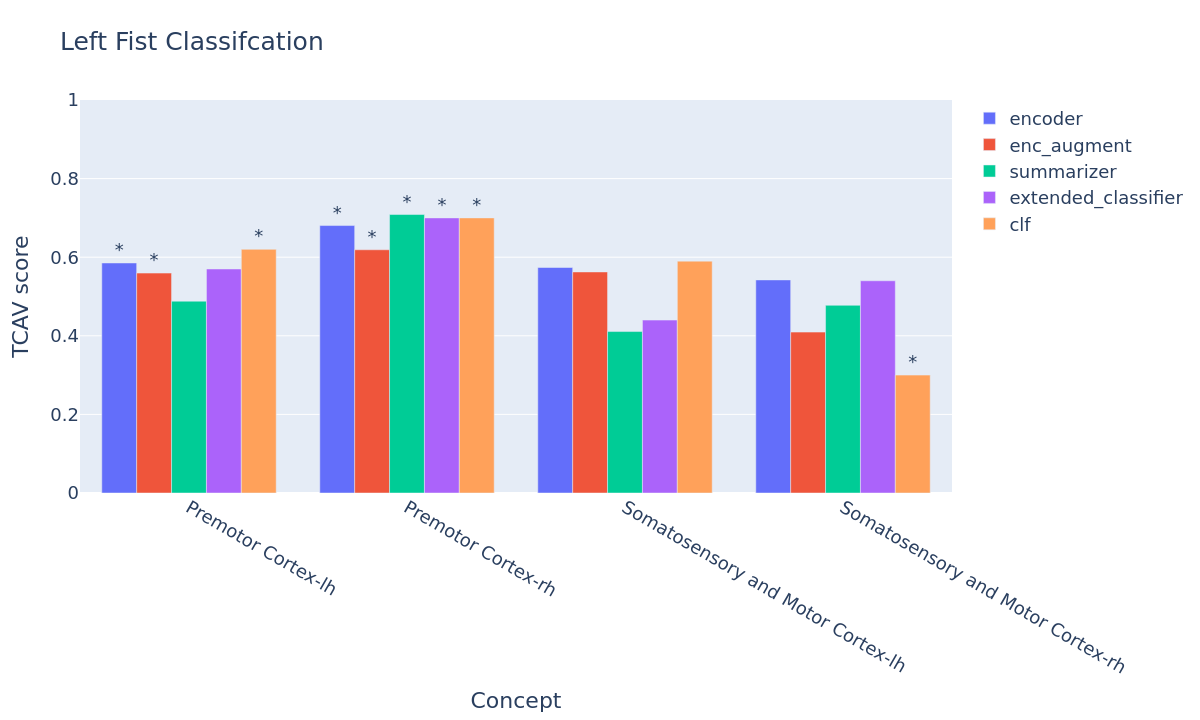 Left Fist Classifcation
1
0.8
0.6
0.4
0.2
0
TCAV score
* * *
* * * * *
*
Premotor Cortex-lh
Premotor Cortex-rh
Somatosensory and Motor Cortex-lh
Somatosensory and Motor Cortex-rh
Concept
encoder
enc_augment
summarizer
extended_classifier
clf